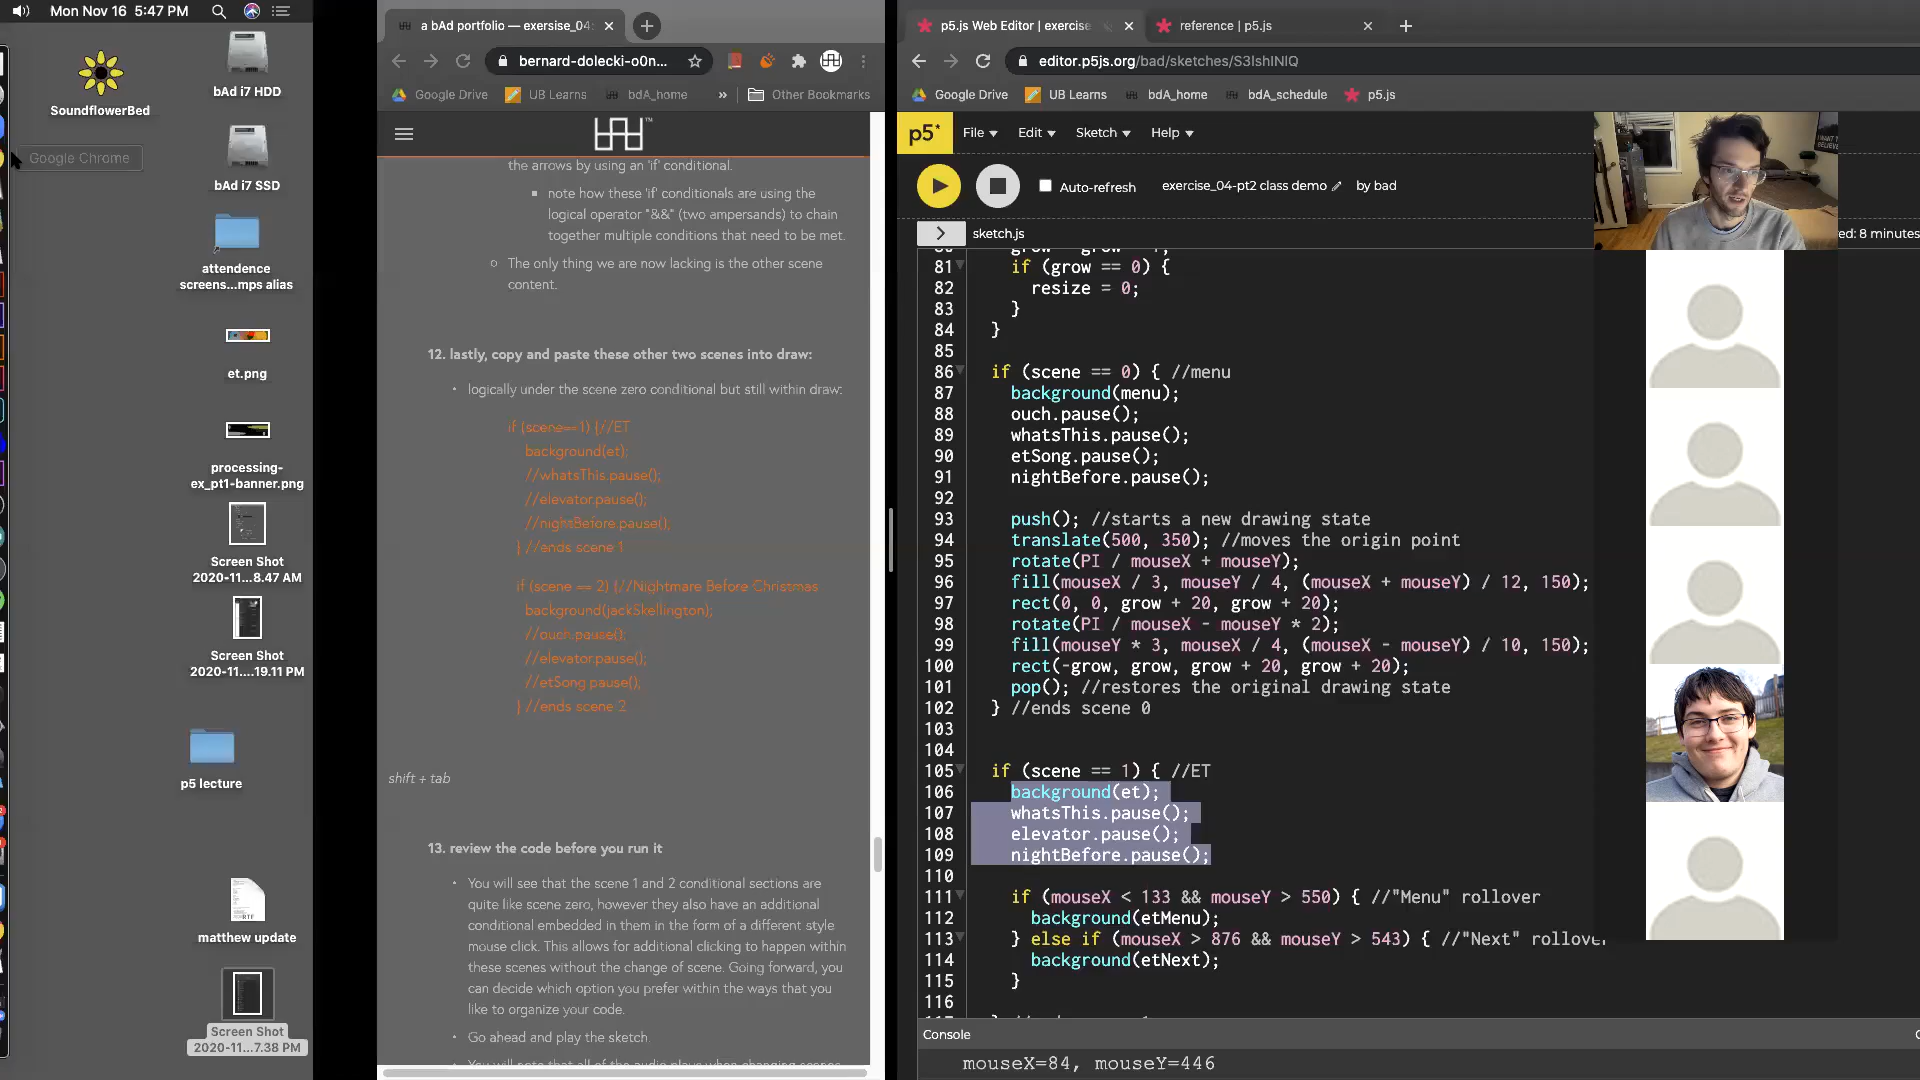 Mon Nov 16 5:47 PM
SoundflowerBed
Google Chrome
bAd i7 HDD
bAd i7 SSD
attendence
screens...mps alias
et.png
processing-
ex_pt1-banner.png
Screen Shot
2020-11...8.47 AM
Screen Shot
2020-11....19.11 PM
p5 lecture
RTF
matthew update
Screen Shot
2020-11...7.38 PM
a bAd portfolio — exersise_04:
bernard-dolecki-o0n...
Google Drive
UB Learns
bdA_home
»
Other Bookmarks
the arrows by using an 'if' conditional.
note how these 'if' conditionals are using the
logical operator "&&" (two ampersands) to chain
together multiple conditions that need to be met.
The only thing we are now lacking is the other scene
content.
12. lastly, copy and paste these other two scenes into draw:
logically under the scene zero conditional but still within draw:
if (scene==1) {//ET
background(et);
//whatsThis.pause();
//elevator.pause();
//nightBefore.pause();
} //ends scene 1
if (scene == 2) {//Nightmare Before Christmas
background(jackSkellington);
//ouch.pause();
//elevator.pause();
//etSong.pause();
} //ends scene 2
shift + tab
13. review the code before you run it
You will see that the scene 1 and 2 conditional sections are
quite like scene zero, however they also have an additional
conditional embedded in them in the form of a different style
mouse click. This allows for additional clicking to happen within
these scenes without the change of scene. Going forward, you
can decide which option you prefer within the ways that you
like to organize your code.
Go ahead and play the sketch.
You will note that all of the audio plays when changing scenes
p5.js Web Editor | exercise
reference | p5.js
editor.p5js.org/bad/sketches/S3IshINlQ
Google Drive
UB Learns
bdA_home
bdA_schedule
p5.js
p5*
File
Edit
Sketch
Help
Auto-refresh
exercise_04-pt2 class demo
by bad
sketch.js
ed: 8 minutes
81 if (grow == 0) {
82 resize = 0;
83 }
84 }
85
86 if (scene == 0) { //menu
87 background(menu);
88 ouch.pause();
89 whatsThis.pause();
90 etSong.pause();
91 nightBefore.pause();
92
93 push(); //starts a new drawing state
94 translate(500, 350); //moves the origin point
95 rotate(PI / mouseX + mouseY);
96 fill(mouseX / 3, mouseY / 4, (mouseX + mouseY) / 12, 150);
97 rect(0, 0, grow + 20, grow + 20);
98 rotate(PI / mouseX - mouseY * 2);
99 fill(mouseY * 3, mouseX / 4, (mouseX - mouseY) / 10, 150);
100 rect(-grow, grow, grow + 20, grow + 20);
101 pop(); //restores the original drawing state
102 } //ends scene 0
103
104
105 if (scene == 1) { //ET
106 background(et);
107 whatsThis.pause();
108 elevator.pause();
109 nightBefore.pause();
110
111 if (mouseX < 133 && mouseY > 550) { //"Menu" rollover
112 background(etMenu);
113 } else if (mouseX > 876 && mouseY > 543) { //"Next" rollover
114 background(etNext);
115 }
116
Console
mouseX=84, mouseY=446